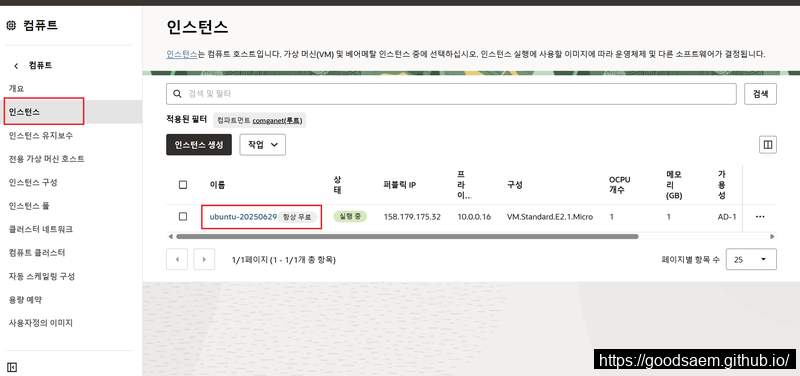 컴퓨트
컴퓨트
개요
인스턴스
인스턴스 유지보수
전용 가상 머신 호스트
인스턴스 구성
인스턴스 풀
클러스터 네트워크
컴퓨트 클러스터
자동 스케일링 구성
용량 예약
사용자정의 이미지
인스턴스
인스턴스는 컴퓨트 호스트입니다. 가상 머신(VM) 및 베어메탈 인스턴스 중에 선택하십시오. 인스턴스 실행에 사용할 이미지에 따라 운영체제 및 다른 소프트웨어가 결정됩니다.
검색 및 필터
검색
적용된 필터 컴파트먼트 comganet(루트)
인스턴스 생성 작업
이름 상태 퍼블릭 IP 프라이... 구성 OCPU 개수 메모리 (GB) 가용성
ubuntu-20250629 항상 무료 실행 중 158.179.175.32 10.0.0.16 VM.Standard.E2.1.Micro 1 1 AD-1 ...
1/1페이지 (1 - 1/1개 총 항목) 페이지별 항목 수 25
https://goodsaem.github.io/